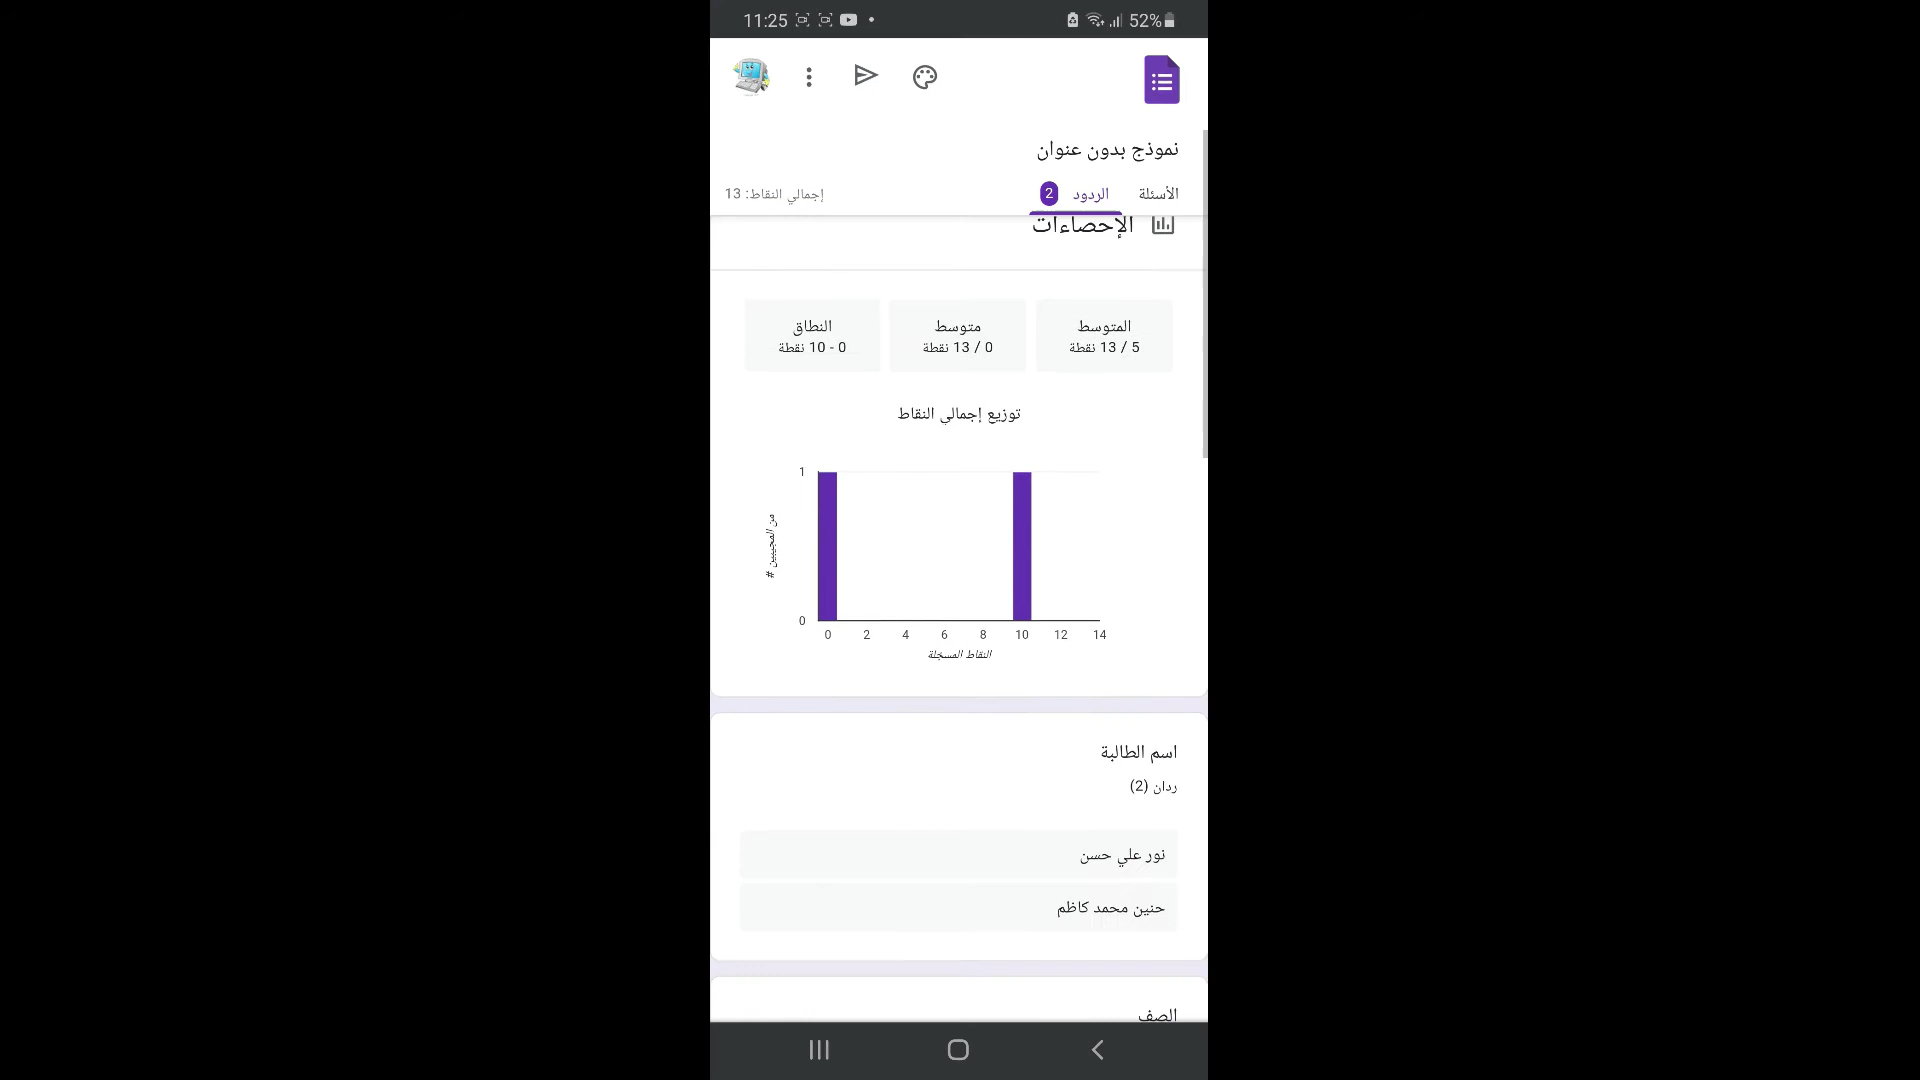 11:25
52%
نموذج بدون عنوان
الأسئلة
الردود 2
إجمالي النقاط: 13
الإحصاءات
المتوسط
5 / 13 نقطة
متوسط
0 / 13 نقطة
النطاق
0 - 10 نقطة
توزيع إجمالي النقاط
1
# من المجيبين
0
0 2 4 6 8 10 12 14
النقاط المسجّلة
اسم الطالبة
ردان (2)
نور علي حسن
حنين محمد كاظم
الصف